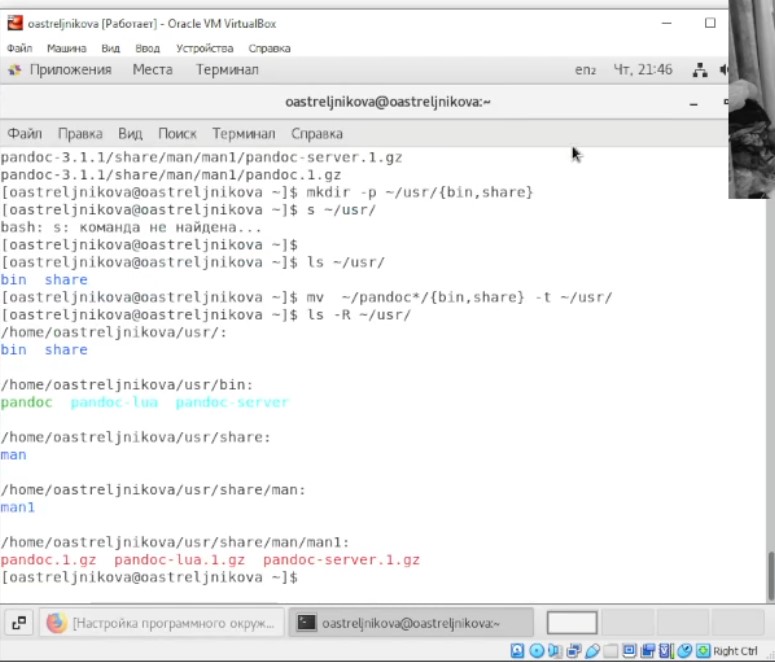 oastreljnikova [Работает] - Oracle VM VirtualBox
Файл Машина Вид Ввод Устройства Справка
Приложения Места Терминал en₂ Чт, 21:46
oastreljnikova@oastreljnikova:~
Файл Правка Вид Поиск Терминал Справка
pandoc-3.1.1/share/man/man1/pandoc-server.1.gz
pandoc-3.1.1/share/man/man1/pandoc.1.gz
[oastreljnikova@oastreljnikova ~]$ mkdir -p ~/usr/{bin,share}
[oastreljnikova@oastreljnikova ~]$ s ~/usr/
bash: s: команда не найдена...
[oastreljnikova@oastreljnikova ~]$
[oastreljnikova@oastreljnikova ~]$ ls ~/usr/
bin  share
[oastreljnikova@oastreljnikova ~]$ mv  ~/pandoc*/{bin,share} -t ~/usr/
[oastreljnikova@oastreljnikova ~]$ ls -R ~/usr/
/home/oastreljnikova/usr/:
bin  share
/home/oastreljnikova/usr/bin:
pandoc  pandoc-lua  pandoc-server
/home/oastreljnikova/usr/share:
man
/home/oastreljnikova/usr/share/man:
man1
/home/oastreljnikova/usr/share/man/man1:
pandoc.1.gz  pandoc-lua.1.gz  pandoc-server.1.gz
[oastreljnikova@oastreljnikova ~]$
[Настройка программного окруж... oastreljnikova@oastreljnikova:~
Right Ctrl